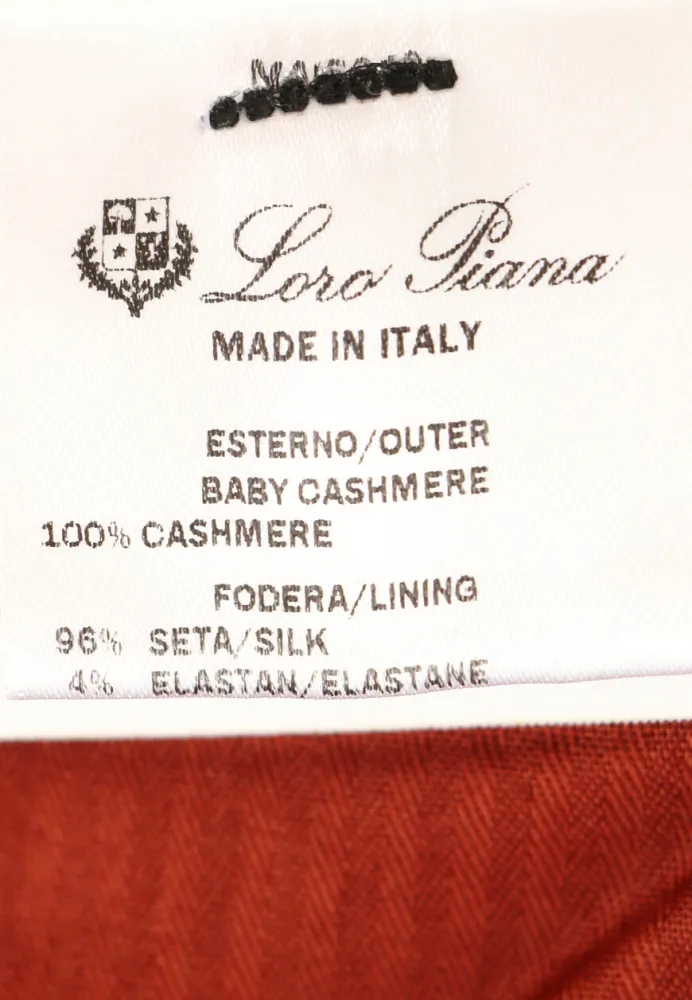 Loro Piana
MADE IN ITALY
ESTERNO/OUTER
BABY CASHMERE
100% CASHMERE
FODERA/LINING
96% SETA/SILK
4% ELASTAN/ELASTANE